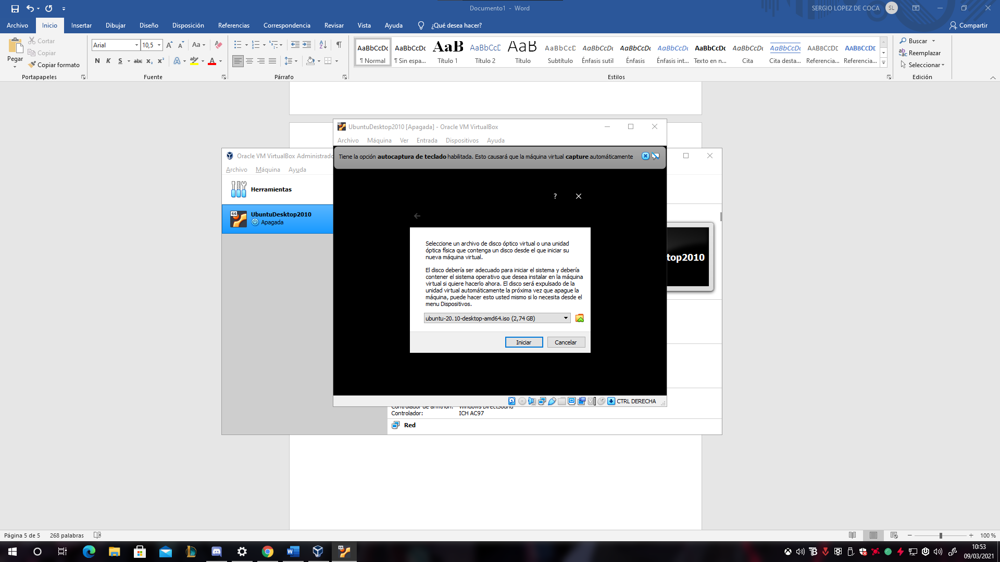 Documento1 - Word
SERGIO LOPEZ DE COCA
SL
Archivo
Inicio
Insertar
Dibujar
Diseño
Disposición
Referencias
Correspondencia
Revisar
Vista
Ayuda
¿Qué desea hacer?
Compartir
Pegar
Cortar
Copiar
Copiar formato
Portapapeles
Arial
10,5
Aa
N K S abc x₂ x²
Fuente
Párrafo
AaBbCcDc AaBbCcDc AaB AaBbCcD AaB AaBbCcD AaBbCcDc AaBbCcDc AaBbCcDc AaBbCcDc AaBbCcDc AaBbCcDc AABBCCDE AABBCCDE
¶ Normal
¶ Sin espa...
Título 1
Título 2
Título
Subtítulo
Énfasis sutil
Énfasis
Énfasis int...
Texto en n...
Cita
Cita desta...
Referencia...
Referencia...
Estilos
Buscar
Reemplazar
Seleccionar
Edición
UbuntuDesktop2010 [Apagada] - Oracle VM VirtualBox
Archivo Máquina Ver Entrada Dispositivos Ayuda
Tiene la opción autocaptura de teclado habilitada. Esto causará que la máquina virtual capture automáticamente
Oracle VM VirtualBox Administrado
Archivo Máquina Ayuda
Herramientas
64
UbuntuDesktop2010
Apagada
?
Seleccione un archivo de disco óptico virtual o una unidad
óptica física que contenga un disco desde el que iniciar su
nueva máquina virtual.
El disco debería ser adecuado para iniciar el sistema y debería
contener el sistema operativo que desea instalar en la máquina
virtual si quiere hacerlo ahora. El disco será expulsado de la
unidad virtual automáticamente la próxima vez que apague la
máquina, puede hacer esto usted mismo si lo necesita desde el
menu Dispositivos.
ubuntu-20.10-desktop-amd64.iso (2,74 GB)
Iniciar
Cancelar
top2010
CTRL DERECHA
Controlador de anfitrión: Windows DirectSound
Controlador: ICH AC97
Red
Página 5 de 5
268 palabras
100 %
10:53
09/03/2021